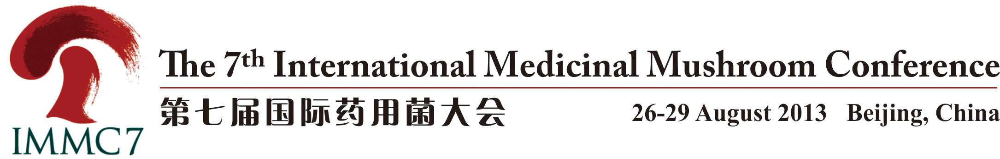 The 7th International Medicinal Mushroom Conference
第七届国际药用菌大会
26-29 August 2013 Beijing, China
IMMC7